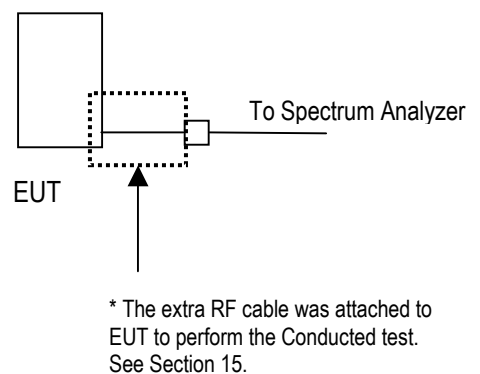 To Spectrum Analyzer
EUT
* The extra RF cable was attached to
EUT to perform the Conducted test.
See Section 15.